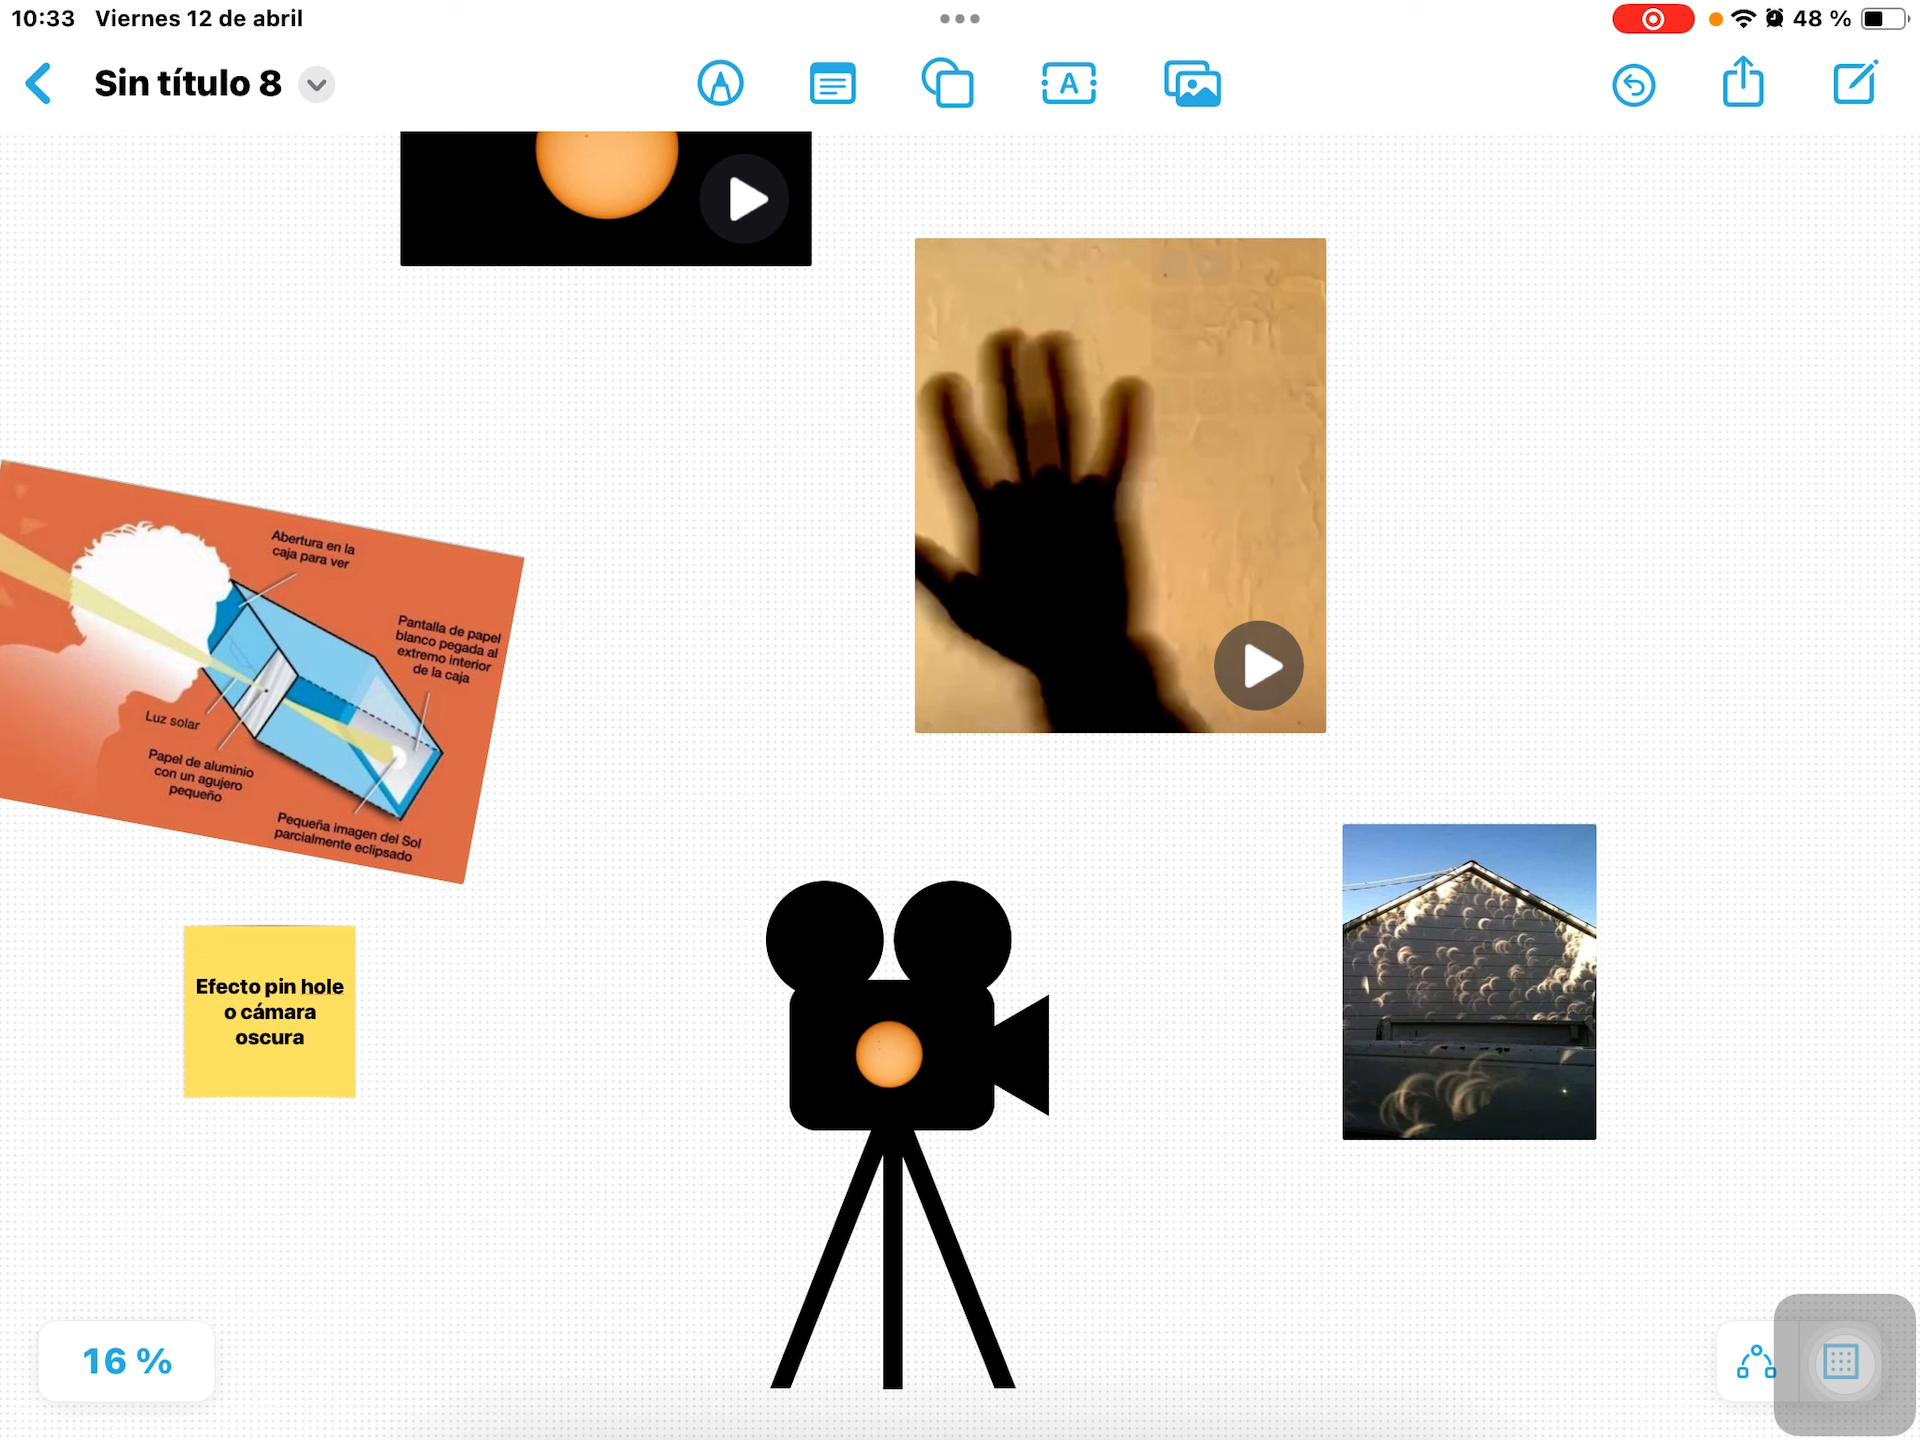 10:33 Viernes 12 de abril
48 %
Sin título 8
A
Abertura en la
caja para ver
Pantalla de papel
blanco pegada al
extremo interior
de la caja
Luz solar
Papel de aluminio
con un agujero
pequeño
Pequeña imagen del Sol
parcialmente eclipsado
Efecto pin hole
o cámara
oscura
16 %